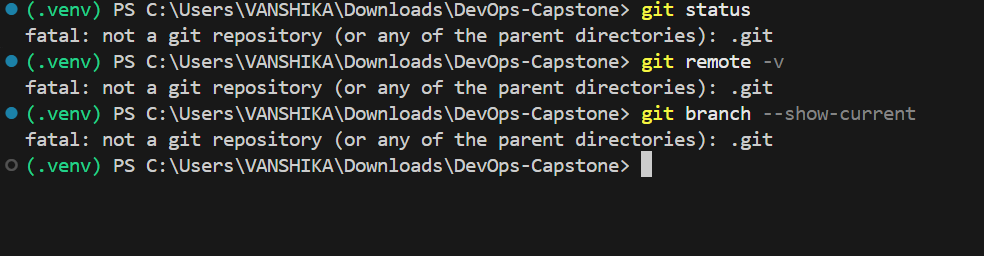 (.venv) PS C:\Users\VANSHIKA\Downloads\DevOps-Capstone> git status
fatal: not a git repository (or any of the parent directories): .git
(.venv) PS C:\Users\VANSHIKA\Downloads\DevOps-Capstone> git remote -v
fatal: not a git repository (or any of the parent directories): .git
(.venv) PS C:\Users\VANSHIKA\Downloads\DevOps-Capstone> git branch --show-current
fatal: not a git repository (or any of the parent directories): .git
(.venv) PS C:\Users\VANSHIKA\Downloads\DevOps-Capstone>